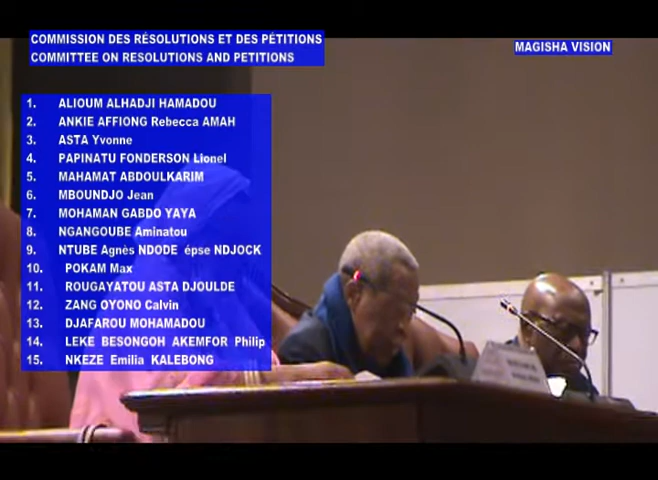 COMMISSION DES RÉSOLUTIONS ET DES PÉTITIONS
COMMITTEE ON RESOLUTIONS AND PETITIONS
MAGISHA VISION
1. ALIOUM ALHADJI HAMADOU
2. ANKIE AFFIONG Rebecca AMAH
3. ASTA Yvonne
4. PAPINATU FONDERSON Lionel
5. MAHAMAT ABDOULKARIM
6. MBOUNDJO Jean
7. MOHAMAN GABDO YAYA
8. NGANGOUBE Aminatou
9. NTUBE Agnès NDODE épse NDJOCK
10. POKAM Max
11. ROUGAYATOU ASTA DJOULDE
12. ZANG OYONO Calvin
13. DJAFAROU MOHAMADOU
14. LEKE BESONGOH AKEMFOR Philip
15. NKEZE Emilia KALEBONG